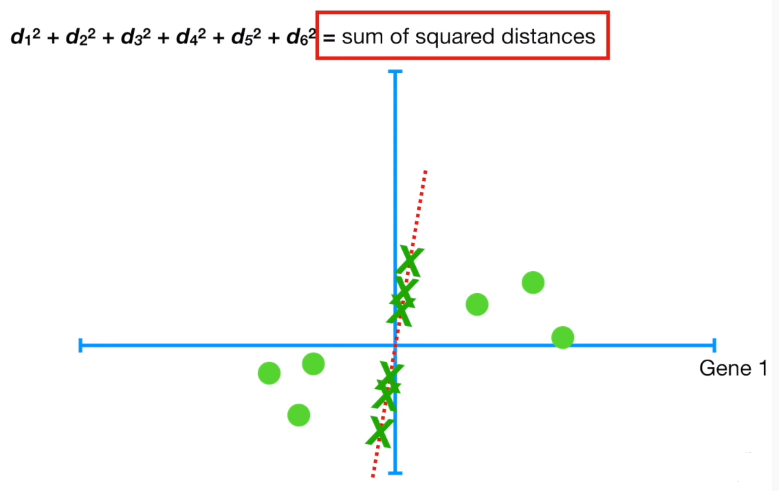 d₁² + d₂² + d₃² + d₄² + d₅² + d₆² = sum of squared distances
Gene 1